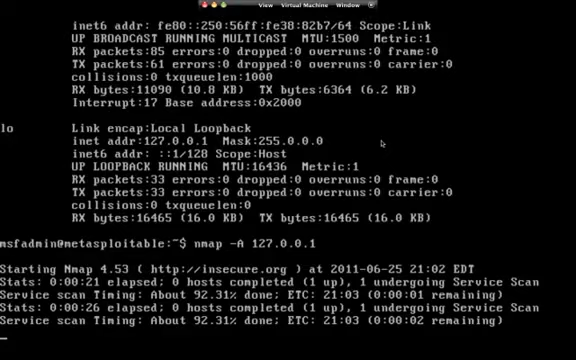 View Virtual Machine Window
inet6 addr: fe80::250:56ff:fe38:82b7/64 Scope:Link
UP BROADCAST RUNNING MULTICAST MTU:1500 Metric:1
RX packets:85 errors:0 dropped:0 overruns:0 frame:0
TX packets:61 errors:0 dropped:0 overruns:0 carrier:0
collisions:0 txqueuelen:1000
RX bytes:11090 (10.8 KB) TX bytes:6364 (6.2 KB)
Interrupt:17 Base address:0x2000
lo Link encap:Local Loopback
inet addr:127.0.0.1 Mask:255.0.0.0
inet6 addr: ::1/128 Scope:Host
UP LOOPBACK RUNNING MTU:16436 Metric:1
RX packets:33 errors:0 dropped:0 overruns:0 frame:0
TX packets:33 errors:0 dropped:0 overruns:0 carrier:0
collisions:0 txqueuelen:0
RX bytes:16465 (16.0 KB) TX bytes:16465 (16.0 KB)
msfadmin@metasploitable:~$ nmap -A 127.0.0.1
Starting Nmap 4.53 ( http://insecure.org ) at 2011-06-25 21:02 EDT
Stats: 0:00:21 elapsed; 0 hosts completed (1 up), 1 undergoing Service Scan
Service scan Timing: About 92.31% done; ETC: 21:03 (0:00:01 remaining)
Stats: 0:00:26 elapsed; 0 hosts completed (1 up), 1 undergoing Service Scan
Service scan Timing: About 92.31% done; ETC: 21:03 (0:00:02 remaining)